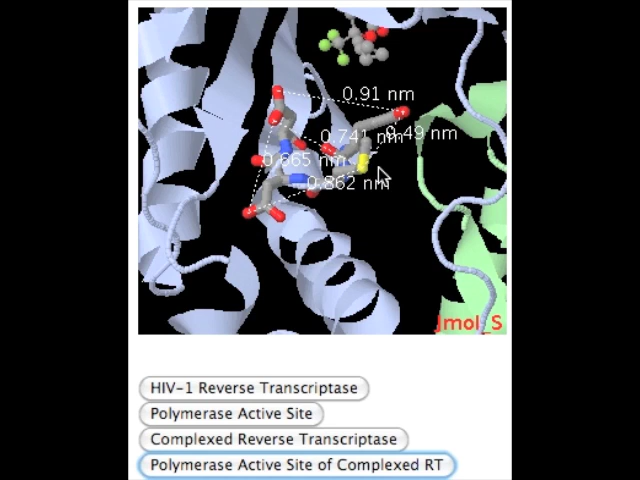 0.91 nm
0.741 nm
0.49 nm
0.665 nm
0.862 nm
Jmol_S
HIV-1 Reverse Transcriptase
Polymerase Active Site
Complexed Reverse Transcriptase
Polymerase Active Site of Complexed RT